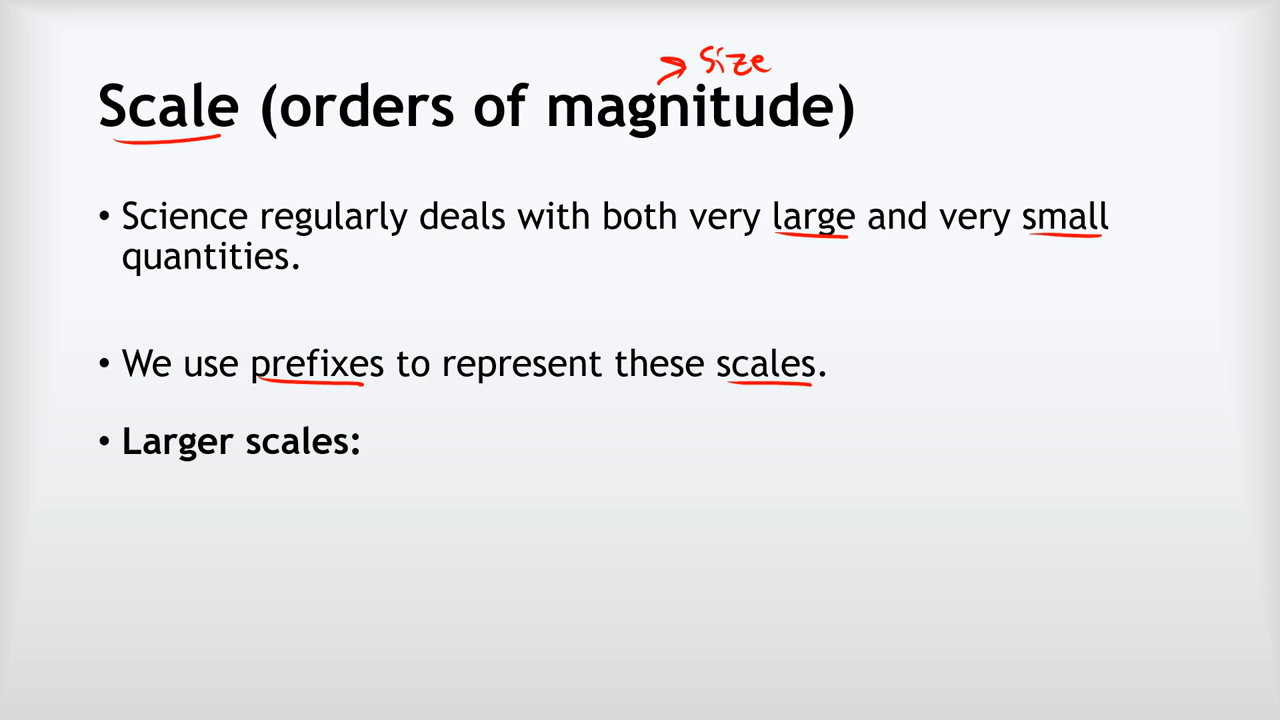 size
Scale (orders of magnitude)
• Science regularly deals with both very large and very small
quantities.
• We use prefixes to represent these scales.
• Larger scales: